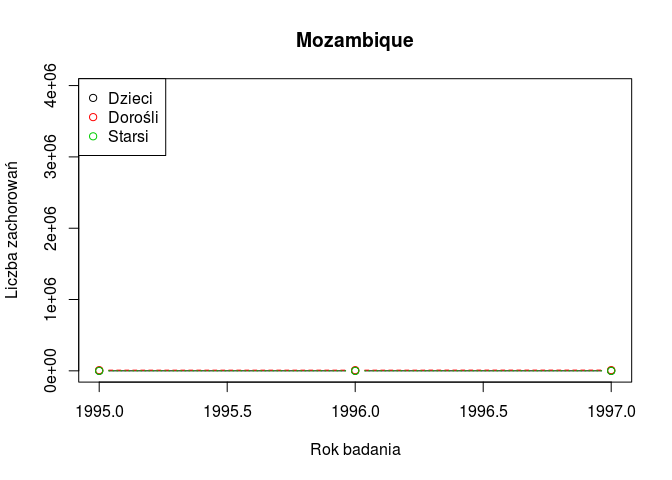 Mozambique
Dzieci
Dorośli
Starsi
Liczba zachorowań
4e+06
3e+06
2e+06
1e+06
0e+00
1995.0 1995.5 1996.0 1996.5 1997.0
Rok badania